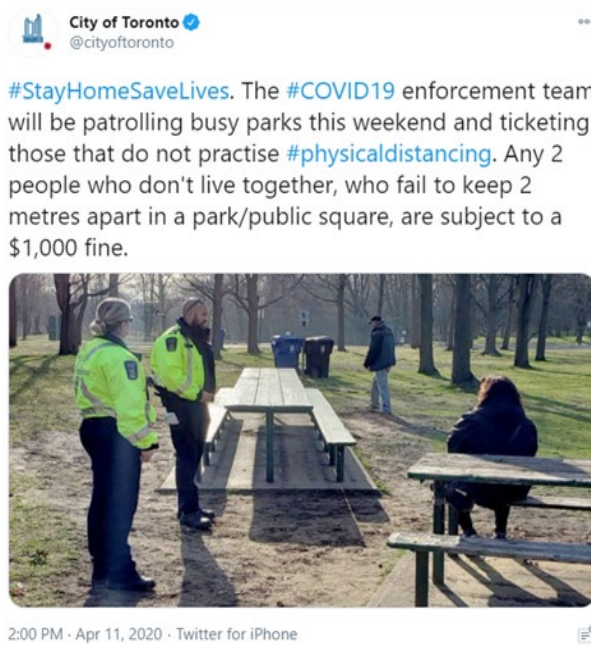 City of Toronto
@cityoftoronto
#StayHomeSaveLives. The #COVID19 enforcement team
will be patrolling busy parks this weekend and ticketing
those that do not practise #physicaldistancing. Any 2
people who don't live together, who fail to keep 2
metres apart in a park/public square, are subject to a
$1,000 fine.
2:00 PM · Apr 11, 2020 · Twitter for iPhone